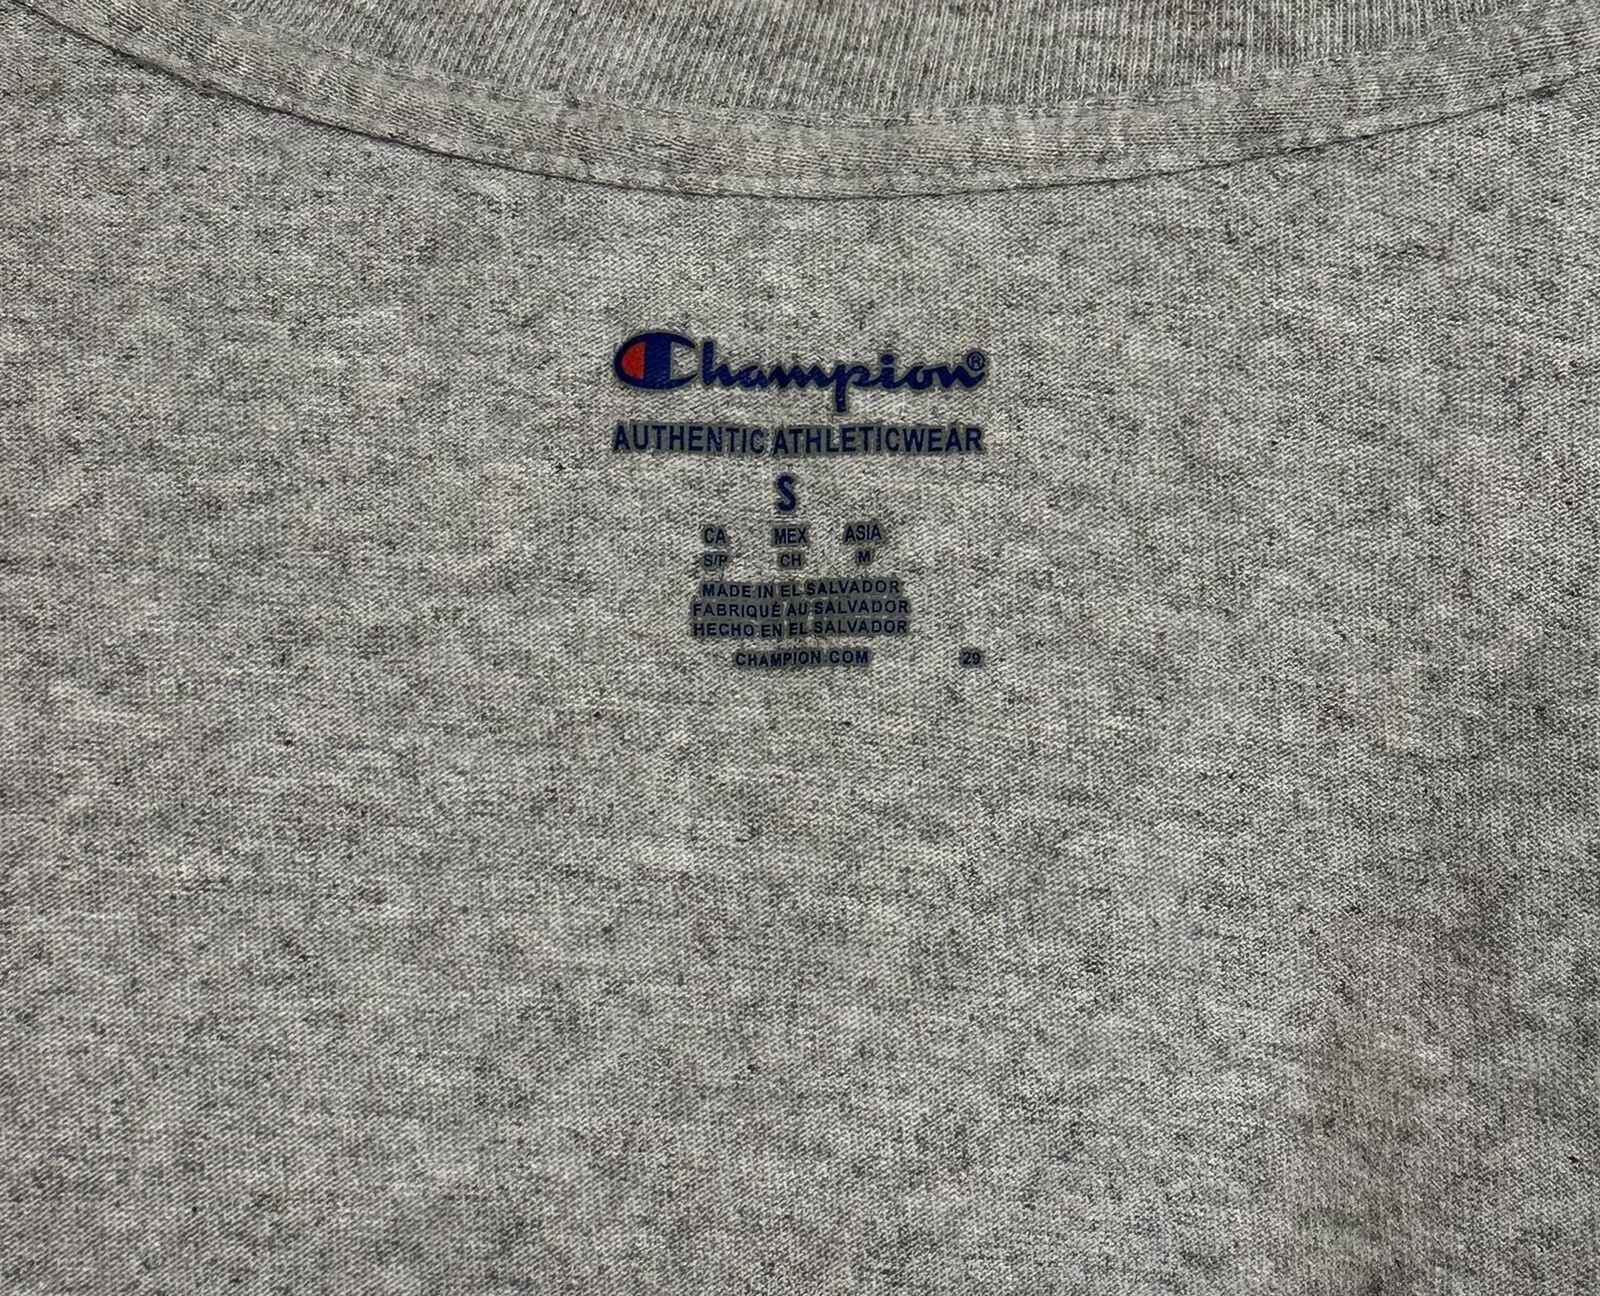 Champion®
AUTHENTIC ATHLETICWEAR
S
CA MEX ASIA
S/P CH M
MADE IN EL SALVADOR
FABRIQUÉ AU SALVADOR
HECHO EN EL SALVADOR
CHAMPION.COM 29